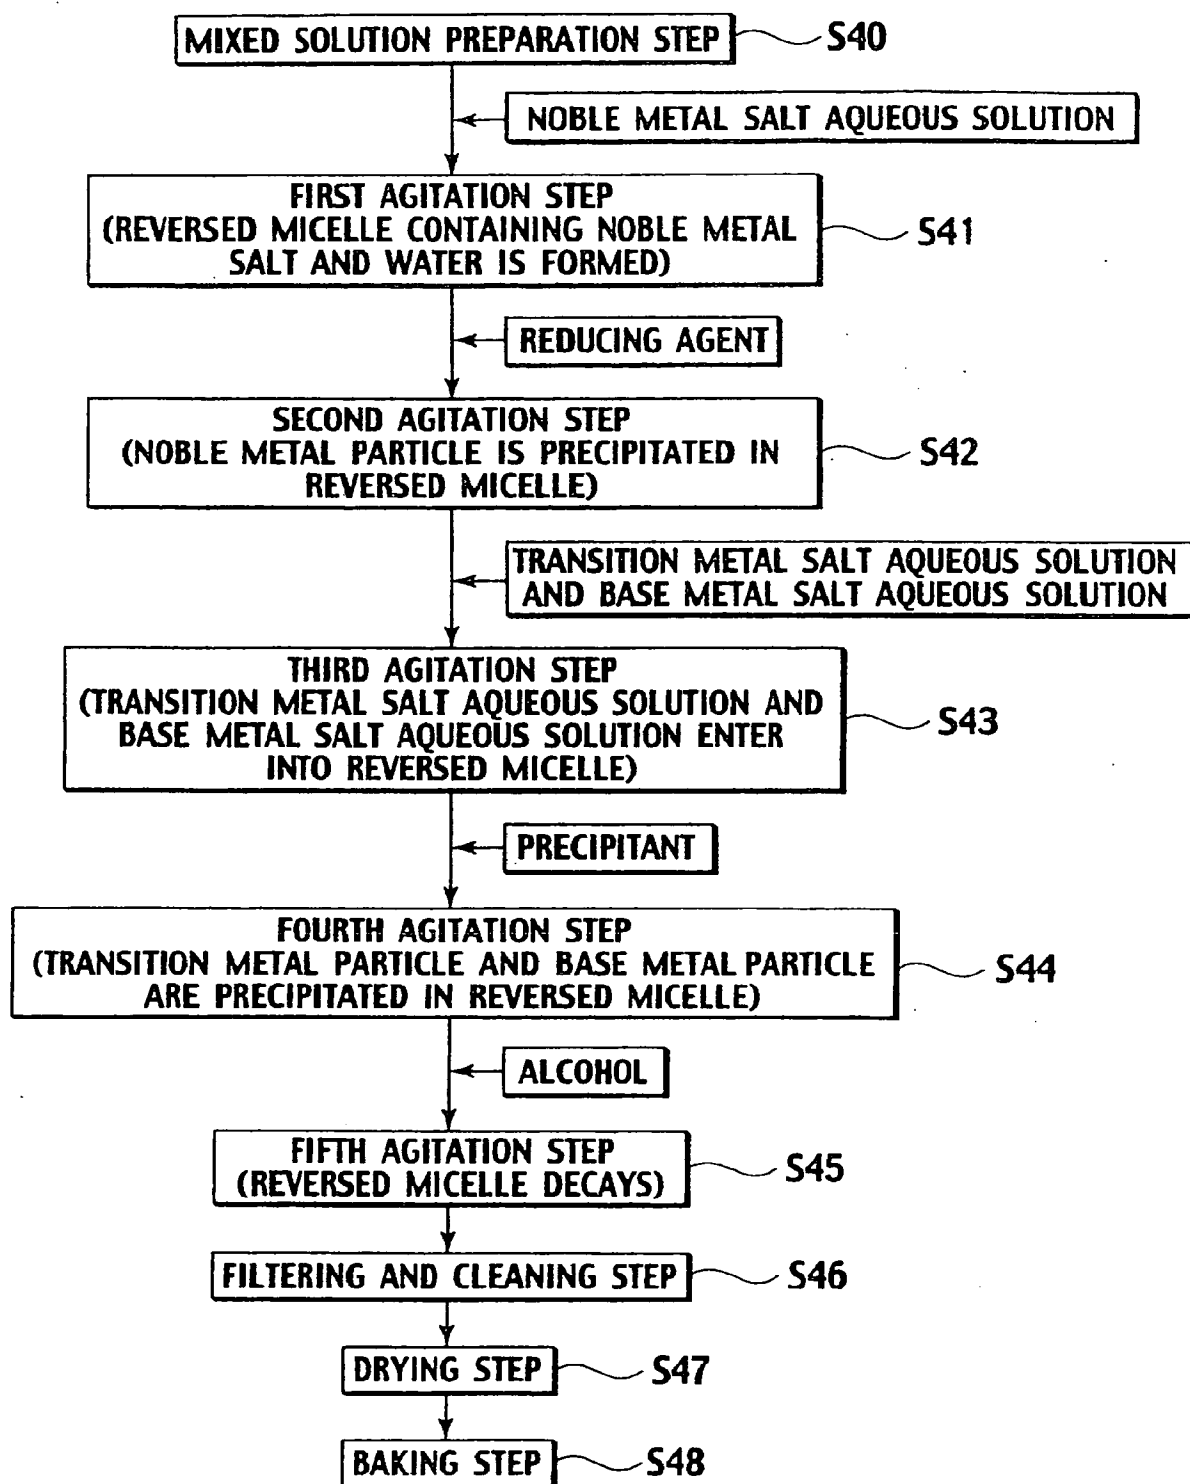 MIXED SOLUTION PREPARATION STEP
S40
NOBLE METAL SALT AQUEOUS SOLUTION
FIRST AGITATION STEP
(REVERSED MICELLE CONTAINING NOBLE METAL
SALT AND WATER IS FORMED)
S41
REDUCING AGENT
SECOND AGITATION STEP
(NOBLE METAL PARTICLE IS PRECIPITATED IN
REVERSED MICELLE)
S42
TRANSITION METAL SALT AQUEOUS SOLUTION
AND BASE METAL SALT AQUEOUS SOLUTION
THIRD AGITATION STEP
(TRANSITION METAL SALT AQUEOUS SOLUTION AND
BASE METAL SALT AQUEOUS SOLUTION ENTER
INTO REVERSED MICELLE)
S43
PRECIPITANT
FOURTH AGITATION STEP
(TRANSITION METAL PARTICLE AND BASE METAL PARTICLE
ARE PRECIPITATED IN REVERSED MICELLE)
S44
ALCOHOL
FIFTH AGITATION STEP
(REVERSED MICELLE DECAYS)
S45
FILTERING AND CLEANING STEP
S46
DRYING STEP
S47
BAKING STEP
S48